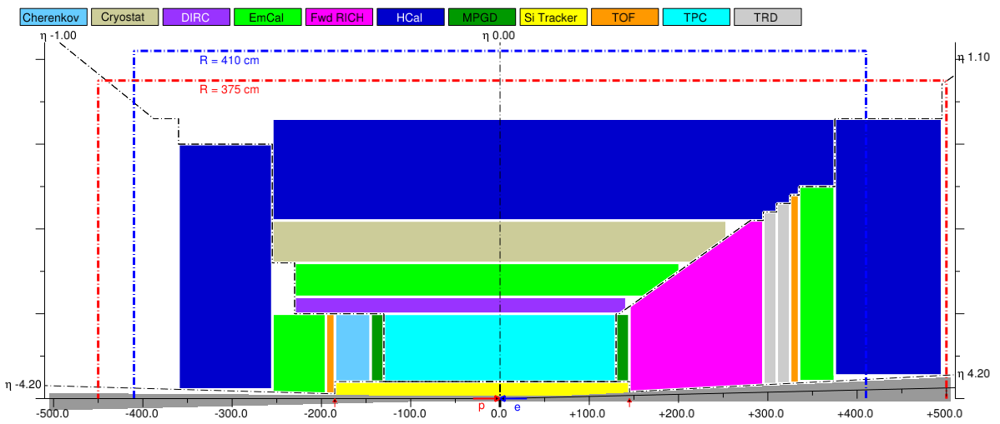 Cherenkov Cryostat DIRC EmCal Fwd RICH HCal MPGD Si Tracker TOF TPC TRD
η -1.00 η 0.00
η 1.10
R = 410 cm
R = 375 cm
η -4.20 η 4.20
p e
-500.0 -400.0 -300.0 -200.0 -100.0 0.0 +100.0 +200.0 +300.0 +400.0 +500.0